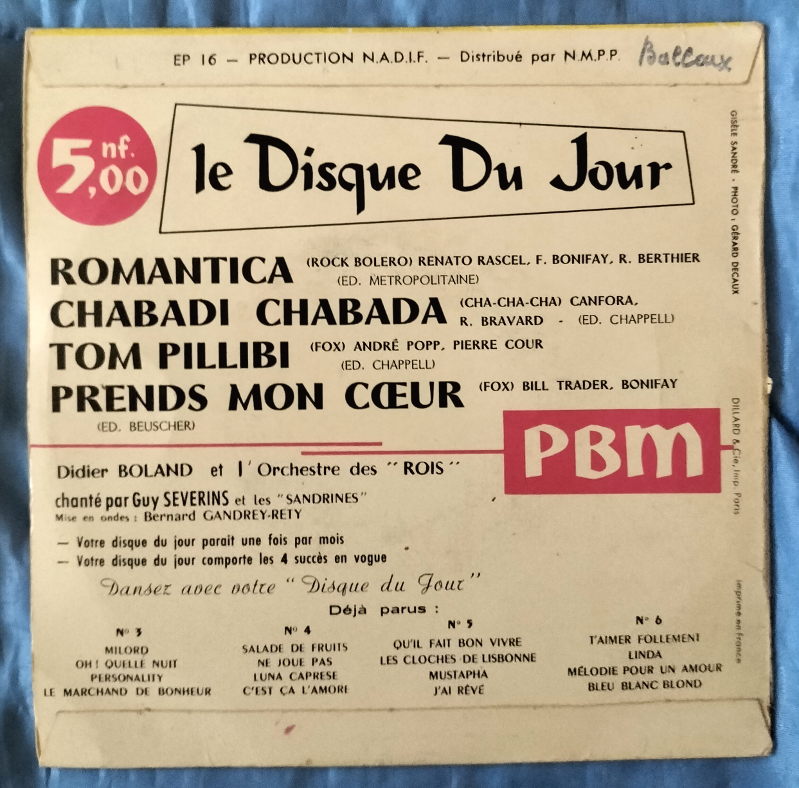 EP 16 — PRODUCTION N.A.D.I.F. — Distribué par N.M.P.P.
Ballaux
5,00 nf.
le Disque Du Jour
ROMANTICA (ROCK BOLERO) RENATO RASCEL, F. BONIFAY, R. BERTHIER
(ED. METROPOLITAINE)
CHABADI CHABADA (CHA-CHA-CHA) CANFORA,
R. BRAVARD - (ED. CHAPPELL)
TOM PILLIBI (FOX) ANDRÉ POPP, PIERRE COUR
(ED. CHAPPELL)
PRENDS MON CŒUR (FOX) BILL TRADER, BONIFAY
(ED. BEUSCHER)
PBM
Didier BOLAND et l'Orchestre des "ROIS"
chanté par Guy SEVERINS et les "SANDRINES"
Mise en ondes : Bernard GANDREY-RETY
— Votre disque du jour parait une fois par mois
— Votre disque du jour comporte les 4 succès en vogue
Dansez avec votre "Disque du Jour"
Déjà parus :
N° 3
MILORD
OH ! QUELLE NUIT
PERSONALITY
LE MARCHAND DE BONHEUR
N° 4
SALADE DE FRUITS
NE JOUE PAS
LUNA CAPRESE
C'EST ÇA L'AMORE
N° 5
QU'IL FAIT BON VIVRE
LES CLOCHES DE LISBONNE
MUSTAPHA
J'AI RÊVÉ
N° 6
T'AIMER FOLLEMENT
LINDA
MÉLODIE POUR UN AMOUR
BLEU BLANC BLOND
GISÈLE SANDRÉ - PHOTO : GÉRARD DECAUX
DILLARD & Cie, Imp. Paris
imprimé en France